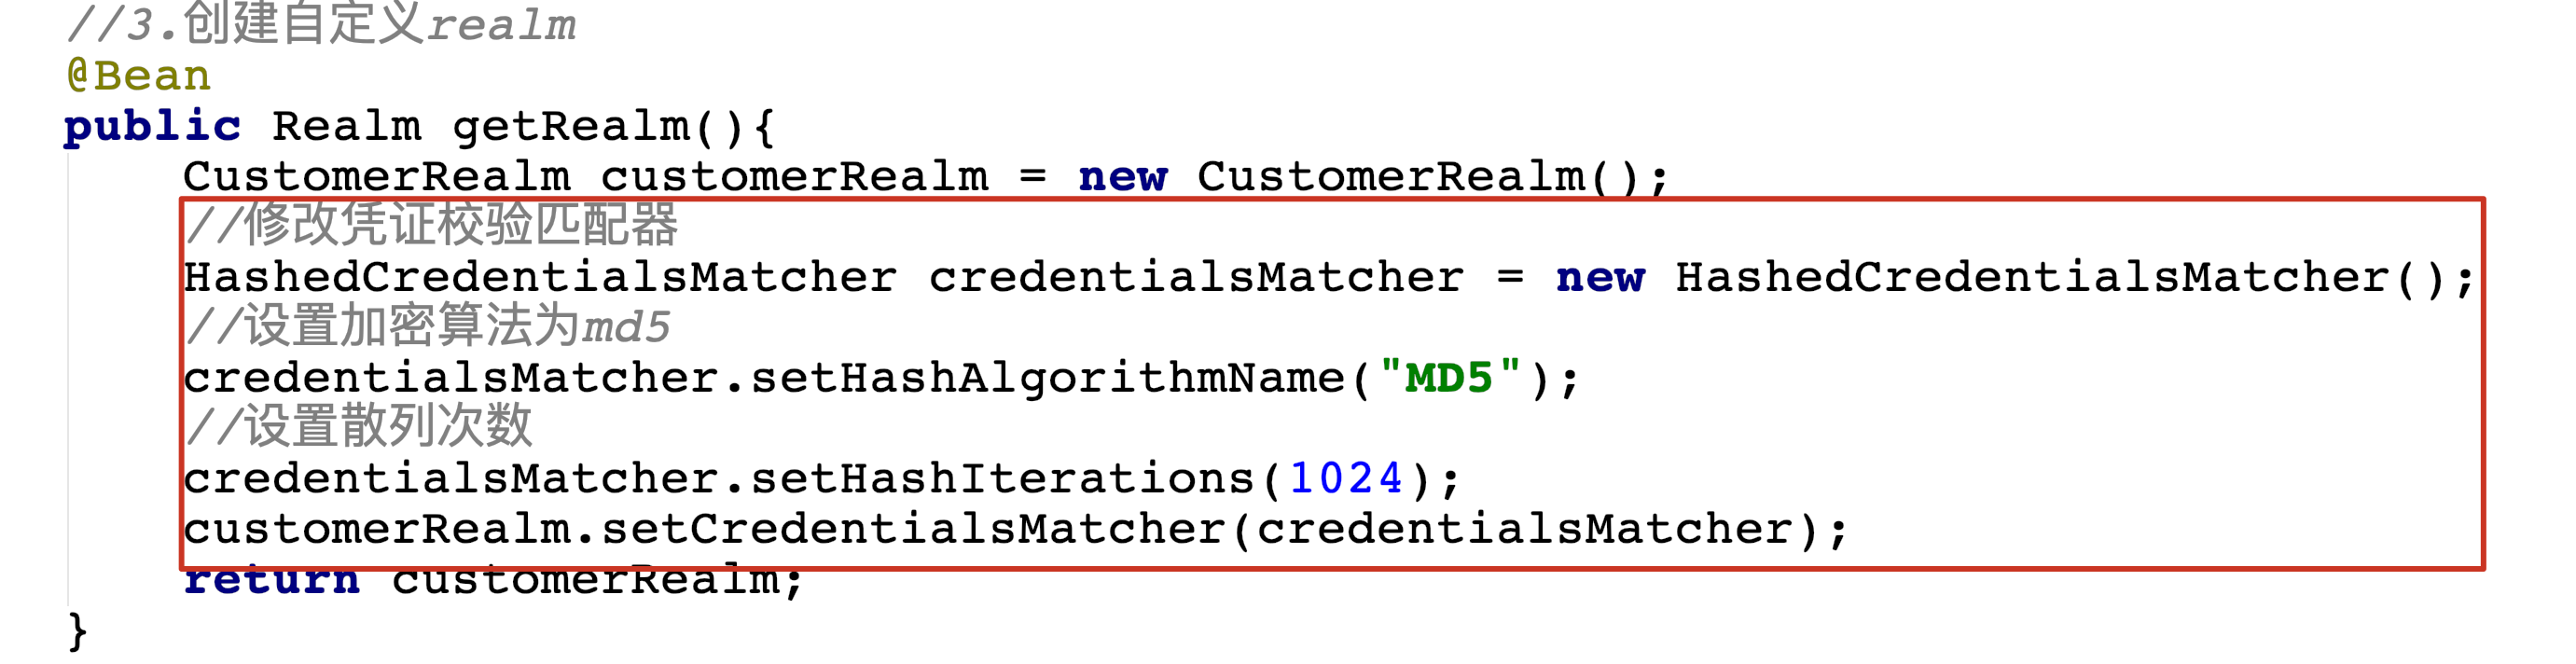 //3.创建自定义realm
@Bean
public Realm getRealm(){
CustomerRealm customerRealm = new CustomerRealm();
//修改凭证校验匹配器
HashedCredentialsMatcher credentialsMatcher = new HashedCredentialsMatcher();
//设置加密算法为md5
credentialsMatcher.setHashAlgorithmName("MD5");
//设置散列次数
credentialsMatcher.setHashIterations(1024);
customerRealm.setCredentialsMatcher(credentialsMatcher);
return customerRealm;
}